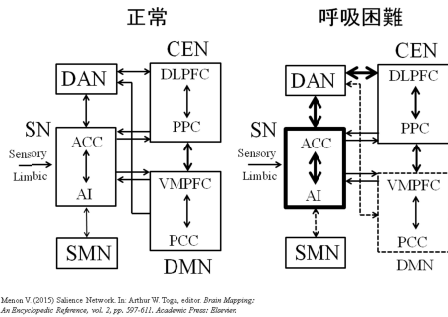 正常
呼吸困難
CEN
DAN
DLPFC
PPC
SN
ACC
AI
Sensory
Limbic
VMPFC
PCC
SMN
DMN
CEN
DAN
DLPFC
PPC
SN
ACC
AI
Sensory
Limbic
VMPFC
PCC
SMN
DMN
Menon V. (2015) Salience Network. In: Arthur W. Toga, editor. Brain Mapping:
An Encyclopedic Reference, vol. 2, pp. 597-611. Academic Press: Elsevier.